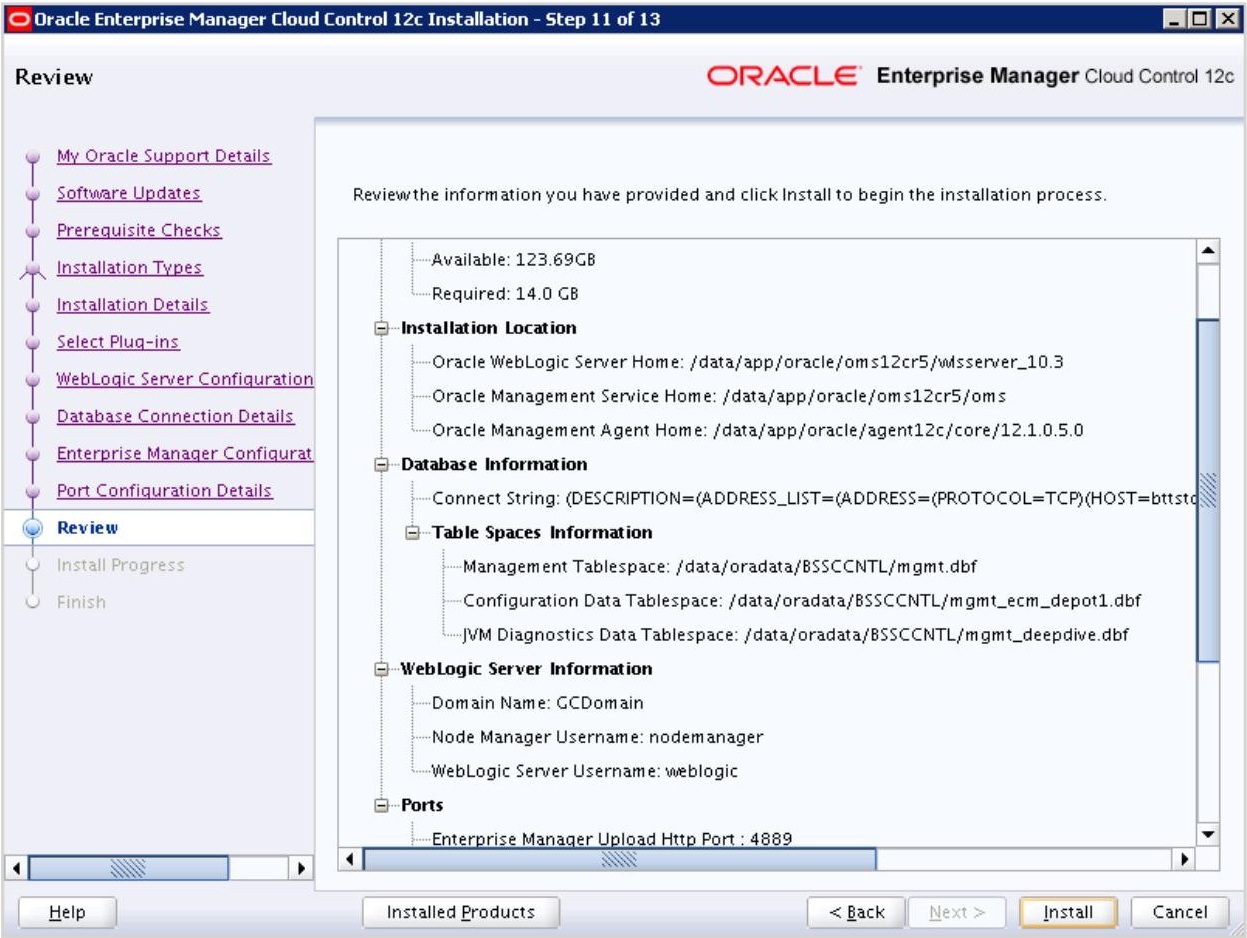 Oracle Enterprise Manager Cloud Control 12c Installation - Step 11 of 13
Review
ORACLE Enterprise Manager Cloud Control 12c
My Oracle Support Details
Software Updates
Prerequisite Checks
Installation Types
Installation Details
Select Plug-ins
WebLogic Server Configuration
Database Connection Details
Enterprise Manager Configurat
Port Configuration Details
Review
Install Progress
Finish
Review the information you have provided and click Install to begin the installation process.
Available: 123.69GB
Required: 14.0 GB
Installation Location
Oracle WebLogic Server Home: /data/app/oracle/oms12cr5/wlsserver_10.3
Oracle Management Service Home: /data/app/oracle/oms12cr5/oms
Oracle Management Agent Home: /data/app/oracle/agent12c/core/12.1.0.5.0
Database Information
Connect String: (DESCRIPTION=(ADDRESS_LIST=(ADDRESS=(PROTOCOL=TCP)(HOST=bttstc
Table Spaces Information
Management Tablespace: /data/oradata/BSSCCNTL/mgmt.dbf
Configuration Data Tablespace: /data/oradata/BSSCCNTL/mgmt_ecm_depot1.dbf
JVM Diagnostics Data Tablespace: /data/oradata/BSSCCNTL/mgmt_deepdive.dbf
WebLogic Server Information
Domain Name: GCDomain
Node Manager Username: nodemanager
WebLogic Server Username: weblogic
Ports
Enterprise Manager Upload Http Port : 4889
Help
Installed Products
< Back
Next >
Install
Cancel